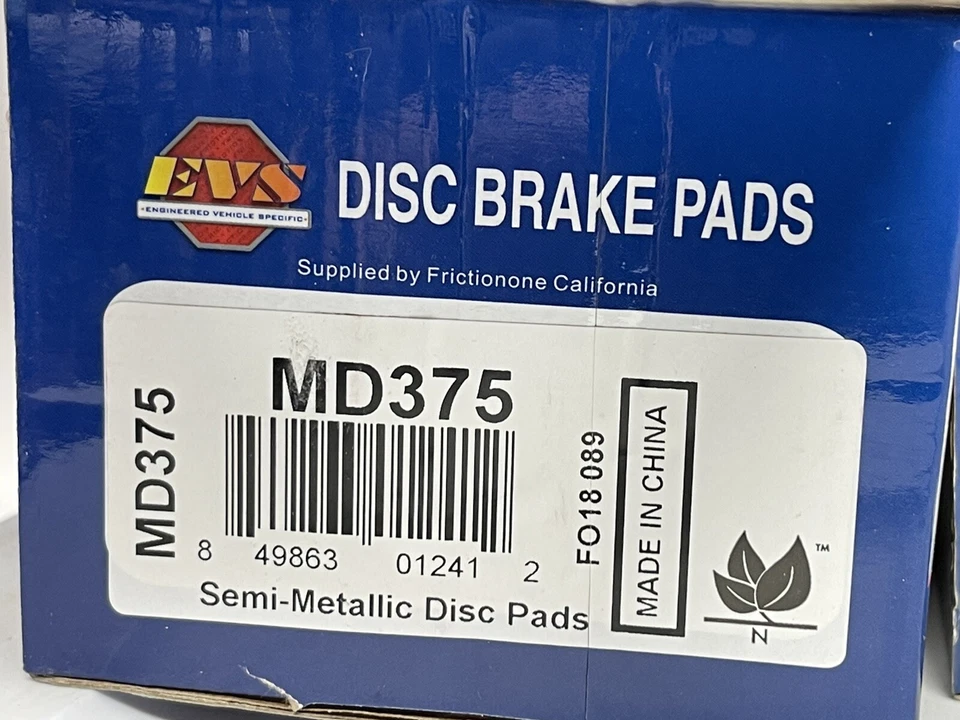 EVS
ENGINEERED VEHICLE SPECIFIC
DISC BRAKE PADS
Supplied by Frictionone California
MD375
MD375
8 49863 01241 2
Semi-Metallic Disc Pads
FO18 089
MADE IN CHINA
N
TM